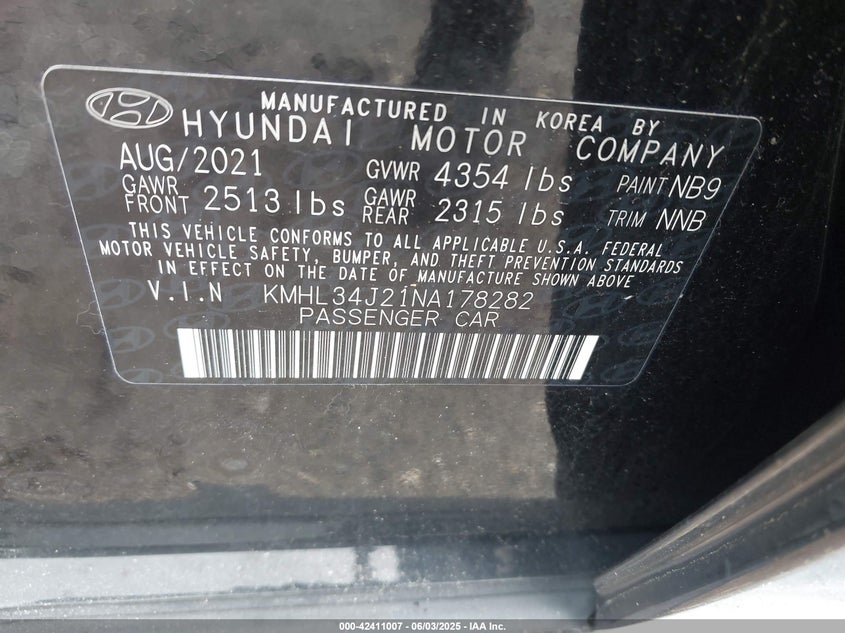 MANUFACTURED IN KOREA BY
HYUNDAI MOTOR COMPANY
AUG/2021 GVWR 4354 lbs PAINT NB9
GAWR FRONT 2513 lbs GAWR REAR 2315 lbs TRIM NNB
THIS VEHICLE CONFORMS TO ALL APPLICABLE U.S.A. FEDERAL
MOTOR VEHICLE SAFETY, BUMPER, AND THEFT PREVENTION STANDARDS
IN EFFECT ON THE DATE OF MANUFACTURE SHOWN ABOVE
V.I.N KMHL34J21NA178282
PASSENGER CAR
000-42411007 - 06/03/2025 - IAA Inc.